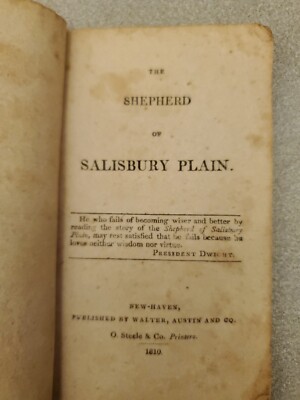 THE
SHEPHERD
OF
SALISBURY PLAIN.
He who fails of becoming wiser and better by
reading the story of the Shepherd of Salisbury
Plain, may rest satisfied that he fails because he
loves neither wisdom nor virtue.
PRESIDENT DWIGHT.
NEW-HAVEN,
PUBLISHED BY WALTER, AUSTIN AND CO.
O. Steele & Co. Printers.
1810.